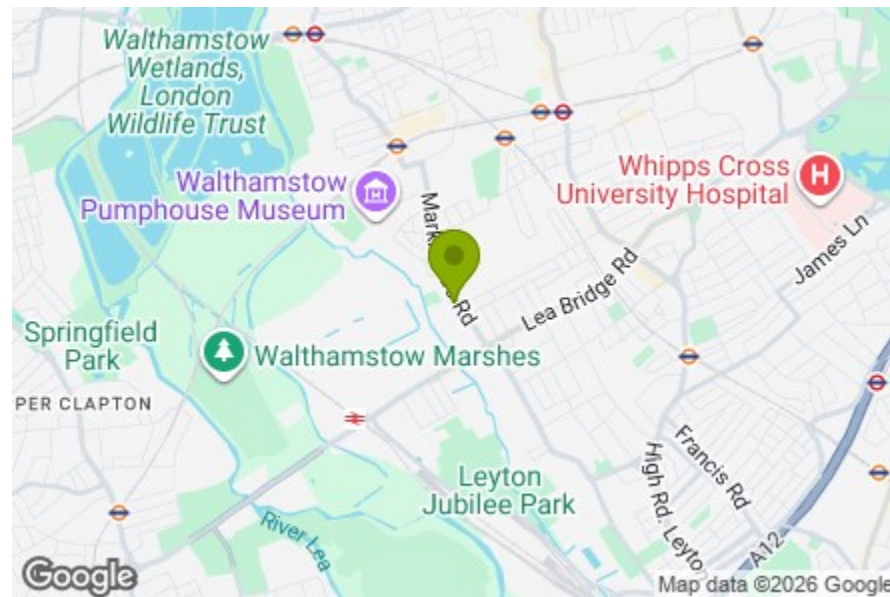 Walthamstow
Wetlands,
London
Wildlife Trust
Walthamstow
Pumphouse Museum
Whipps Cross
University Hospital
H
James Ln
Lea Bridge Rd
Rd
Springfield
Park
Walthamstow Marshes
PER CLAPTON
Francis Rd
High Rd. Leyto
Leyton
Jubilee Park
A12
River Lea
Google
Map data ©2026 Google